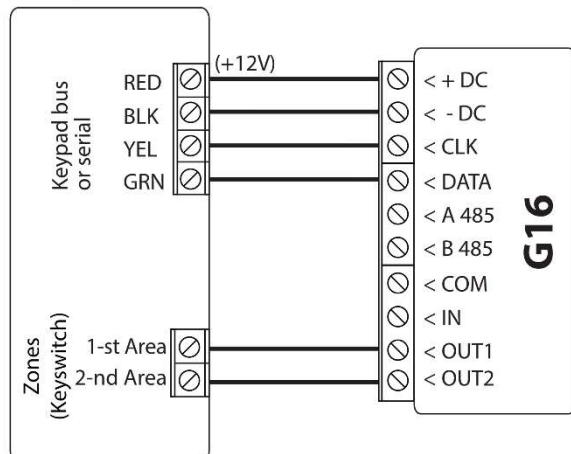 Keypad bus
or serial
RED
BLK
YEL
GRN
(+12V)
Zones
(Keyswitch)
1-st Area
2-nd Area
< + DC
< - DC
< CLK
< DATA
< A 485
< B 485
< COM
< IN
< OUT1
< OUT2
G16